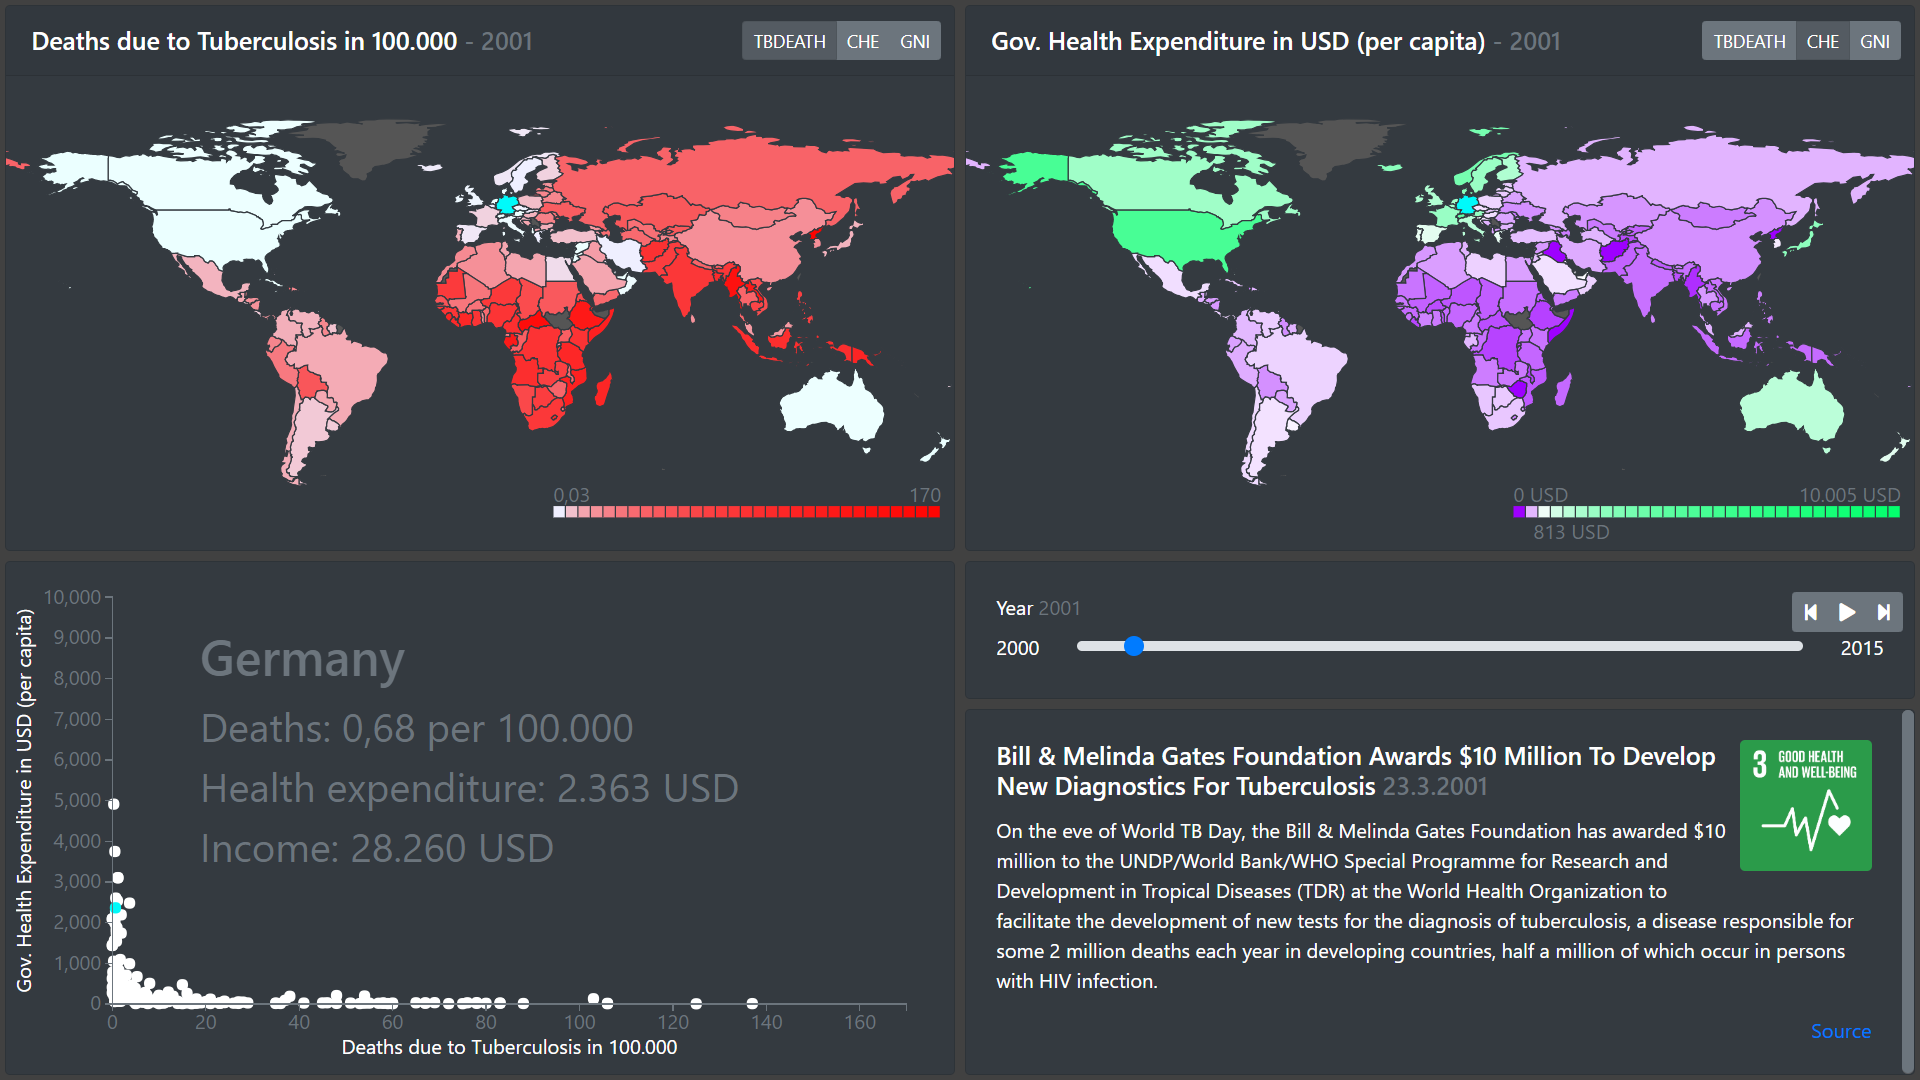 Deaths due to Tuberculosis in 100.000 - 2001
TBDEATH CHE GNI
0,03 170
Gov. Health Expenditure in USD (per capita) - 2001
TBDEATH CHE GNI
0 USD 10.005 USD
813 USD
Gov. Health Expenditure in USD (per capita)
10,000
9,000
8,000
7,000
6,000
5,000
4,000
3,000
2,000
1,000
0
0 20 40 60 80 100 120 140 160
Deaths due to Tuberculosis in 100.000
Germany
Deaths: 0,68 per 100.000
Health expenditure: 2.363 USD
Income: 28.260 USD
Year 2001
2000 2015
Bill & Melinda Gates Foundation Awards $10 Million To Develop
New Diagnostics For Tuberculosis 23.3.2001
3 GOOD HEALTH
AND WELL-BEING
On the eve of World TB Day, the Bill & Melinda Gates Foundation has awarded $10
million to the UNDP/World Bank/WHO Special Programme for Research and
Development in Tropical Diseases (TDR) at the World Health Organization to
facilitate the development of new tests for the diagnosis of tuberculosis, a disease responsible for
some 2 million deaths each year in developing countries, half a million of which occur in persons
with HIV infection.
Source